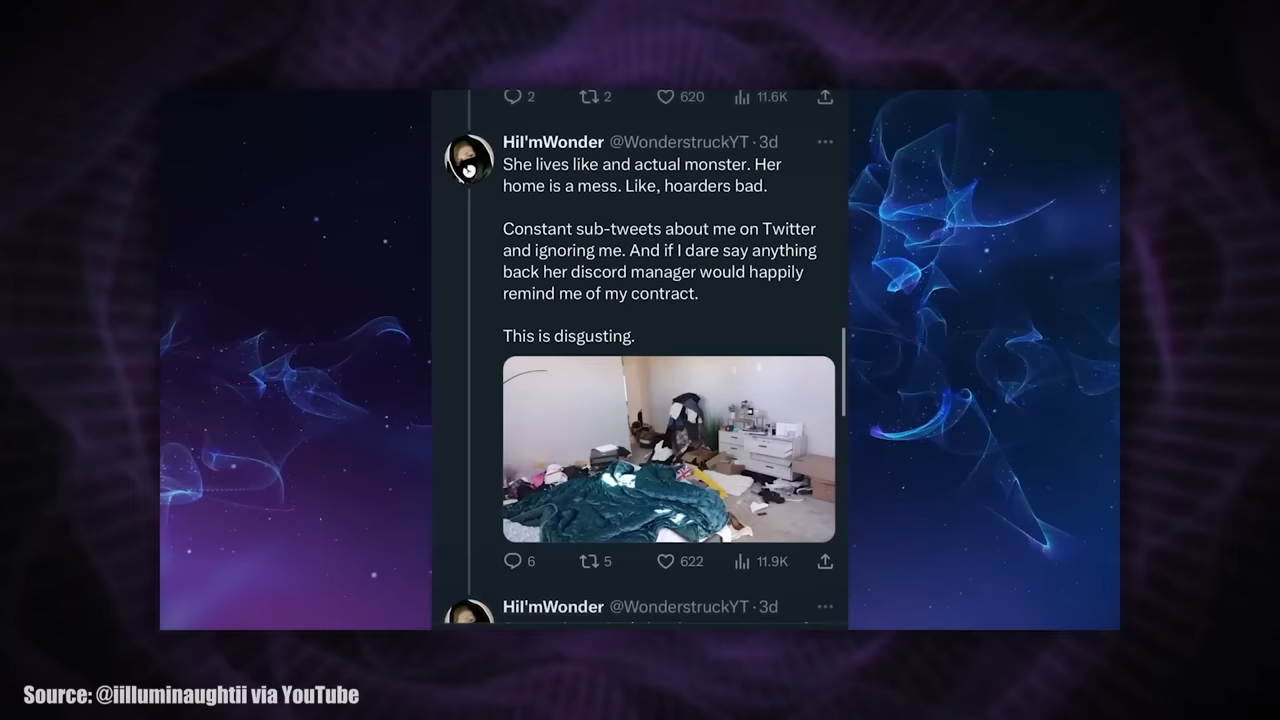 2 2 620 11.6K
HiI'mWonder @WonderstruckYT · 3d
She lives like and actual monster. Her
home is a mess. Like, hoarders bad.
Constant sub-tweets about me on Twitter
and ignoring me. And if I dare say anything
back her discord manager would happily
remind me of my contract.
This is disgusting.
6 5 622 11.9K
HiI'mWonder @WonderstruckYT · 3d
Source: @iilluminaughtii via YouTube